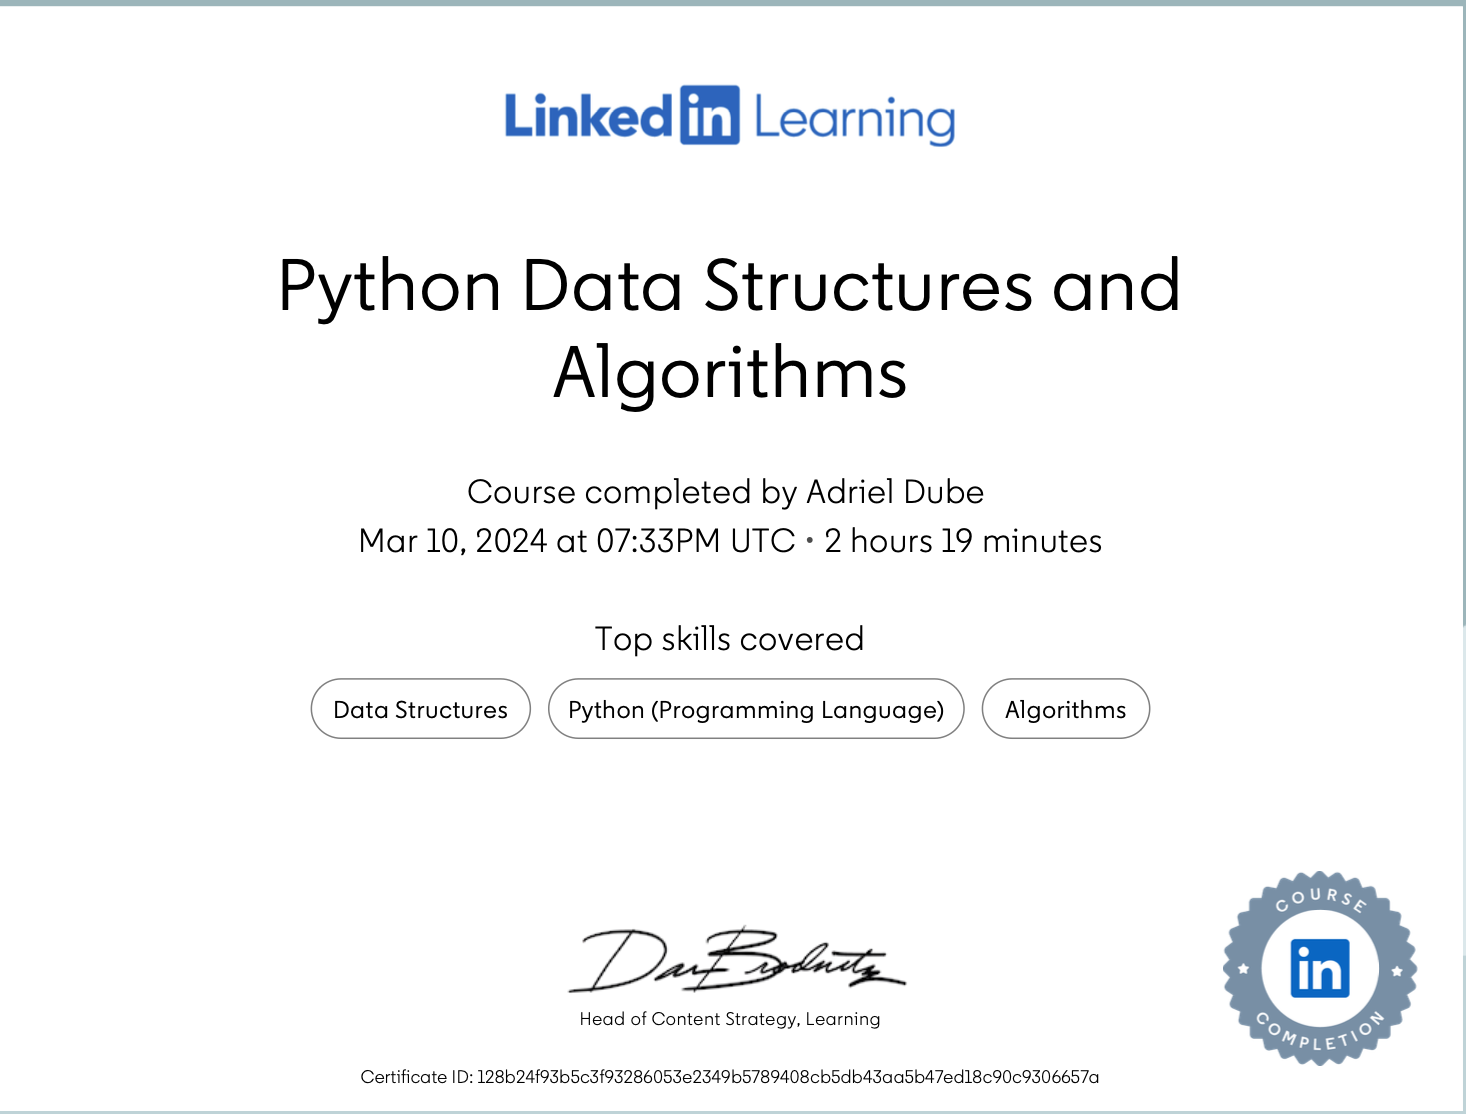 Linkedin Learning
Python Data Structures and
Algorithms
Course completed by Adriel Dube
Mar 10, 2024 at 07:33PM UTC • 2 hours 19 minutes
Top skills covered
Data Structures Python (Programming Language) Algorithms
Dan Brodnitz
Head of Content Strategy, Learning
COURSE
in
COMPLETION
Certificate ID: 128b24f93b5c3f93286053e2349b5789408cb5db43aa5b47ed18c90c9306657a